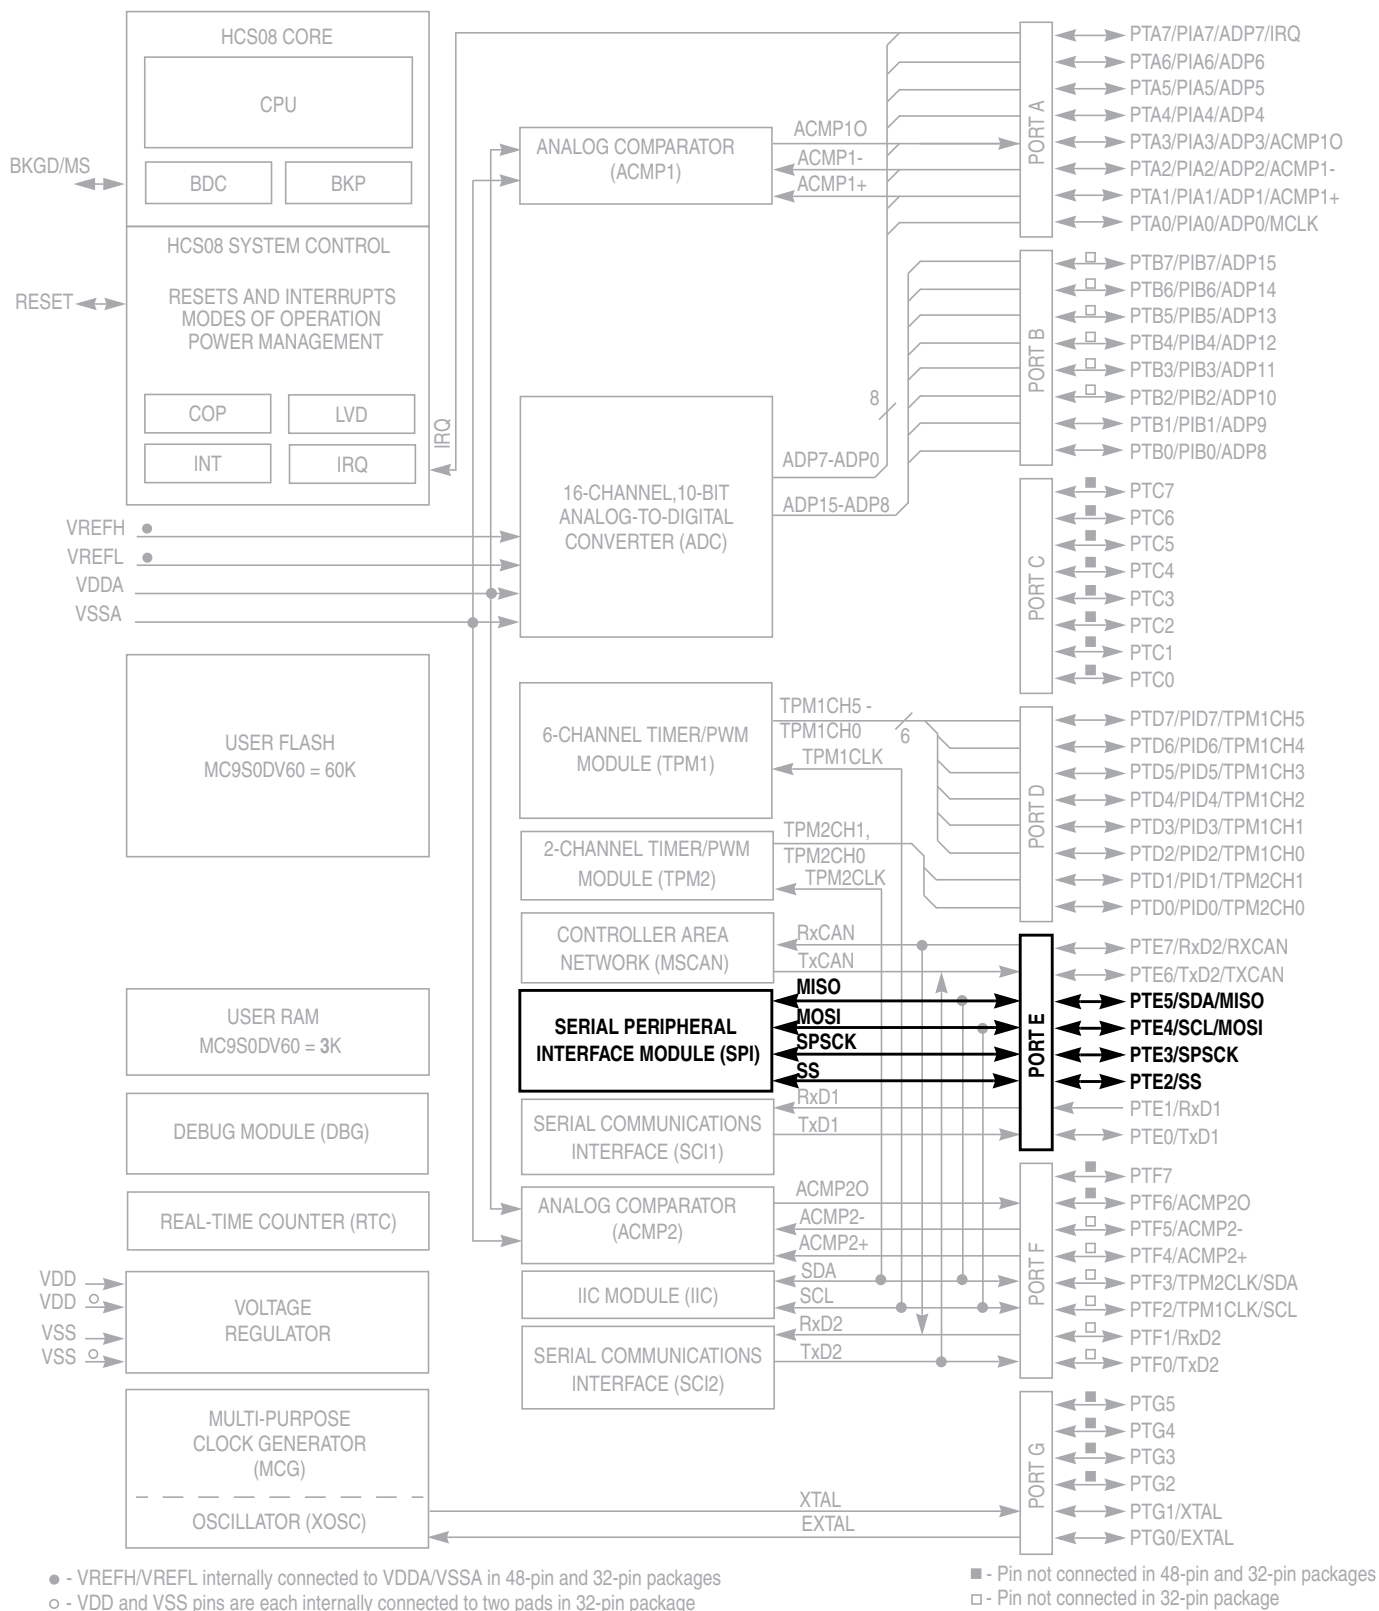 HCS08 CORE
CPU
BDC
BKP
BKGD/MS
HCS08 SYSTEM CONTROL
RESETS AND INTERRUPTS
MODES OF OPERATION
POWER MANAGEMENT
RESET
COP
LVD
INT
IRQ
IRQ
VREFH
VREFL
VDDA
VSSA
USER FLASH
MC9S0DV60 = 60K
USER RAM
MC9S0DV60 = 3K
DEBUG MODULE (DBG)
REAL-TIME COUNTER (RTC)
VDD
VDD
VSS
VSS
VOLTAGE
REGULATOR
MULTI-PURPOSE
CLOCK GENERATOR
(MCG)
OSCILLATOR (XOSC)
ANALOG COMPARATOR
(ACMP1)
ACMP1O
ACMP1-
ACMP1+
16-CHANNEL,10-BIT
ANALOG-TO-DIGITAL
CONVERTER (ADC)
8
ADP7-ADP0
ADP15-ADP8
6-CHANNEL TIMER/PWM
MODULE (TPM1)
TPM1CH5 -
TPM1CH0
6
TPM1CLK
2-CHANNEL TIMER/PWM
MODULE (TPM2)
TPM2CH1,
TPM2CH0
TPM2CLK
CONTROLLER AREA
NETWORK (MSCAN)
RxCAN
TxCAN
SERIAL PERIPHERAL
INTERFACE MODULE (SPI)
MISO
MOSI
SPSCK
SS
SERIAL COMMUNICATIONS
INTERFACE (SCI1)
RxD1
TxD1
ANALOG COMPARATOR
(ACMP2)
ACMP2O
ACMP2-
ACMP2+
IIC MODULE (IIC)
SDA
SCL
SERIAL COMMUNICATIONS
INTERFACE (SCI2)
RxD2
TxD2
XTAL
EXTAL
PORT A
PTA7/PIA7/ADP7/IRQ
PTA6/PIA6/ADP6
PTA5/PIA5/ADP5
PTA4/PIA4/ADP4
PTA3/PIA3/ADP3/ACMP1O
PTA2/PIA2/ADP2/ACMP1-
PTA1/PIA1/ADP1/ACMP1+
PTA0/PIA0/ADP0/MCLK
PORT B
PTB7/PIB7/ADP15
PTB6/PIB6/ADP14
PTB5/PIB5/ADP13
PTB4/PIB4/ADP12
PTB3/PIB3/ADP11
PTB2/PIB2/ADP10
PTB1/PIB1/ADP9
PTB0/PIB0/ADP8
PORT C
PTC7
PTC6
PTC5
PTC4
PTC3
PTC2
PTC1
PTC0
PORT D
PTD7/PID7/TPM1CH5
PTD6/PID6/TPM1CH4
PTD5/PID5/TPM1CH3
PTD4/PID4/TPM1CH2
PTD3/PID3/TPM1CH1
PTD2/PID2/TPM1CH0
PTD1/PID1/TPM2CH1
PTD0/PID0/TPM2CH0
PORT E
PTE7/RxD2/RXCAN
PTE6/TxD2/TXCAN
PTE5/SDA/MISO
PTE4/SCL/MOSI
PTE3/SPSCK
PTE2/SS
PTE1/RxD1
PTE0/TxD1
PORT F
PTF7
PTF6/ACMP2O
PTF5/ACMP2-
PTF4/ACMP2+
PTF3/TPM2CLK/SDA
PTF2/TPM1CLK/SCL
PTF1/RxD2
PTF0/TxD2
PORT G
PTG5
PTG4
PTG3
PTG2
PTG1/XTAL
PTG0/EXTAL
● - VREFH/VREFL internally connected to VDDA/VSSA in 48-pin and 32-pin packages
○ - VDD and VSS pins are each internally connected to two pads in 32-pin package
■ - Pin not connected in 48-pin and 32-pin packages
□ - Pin not connected in 32-pin package